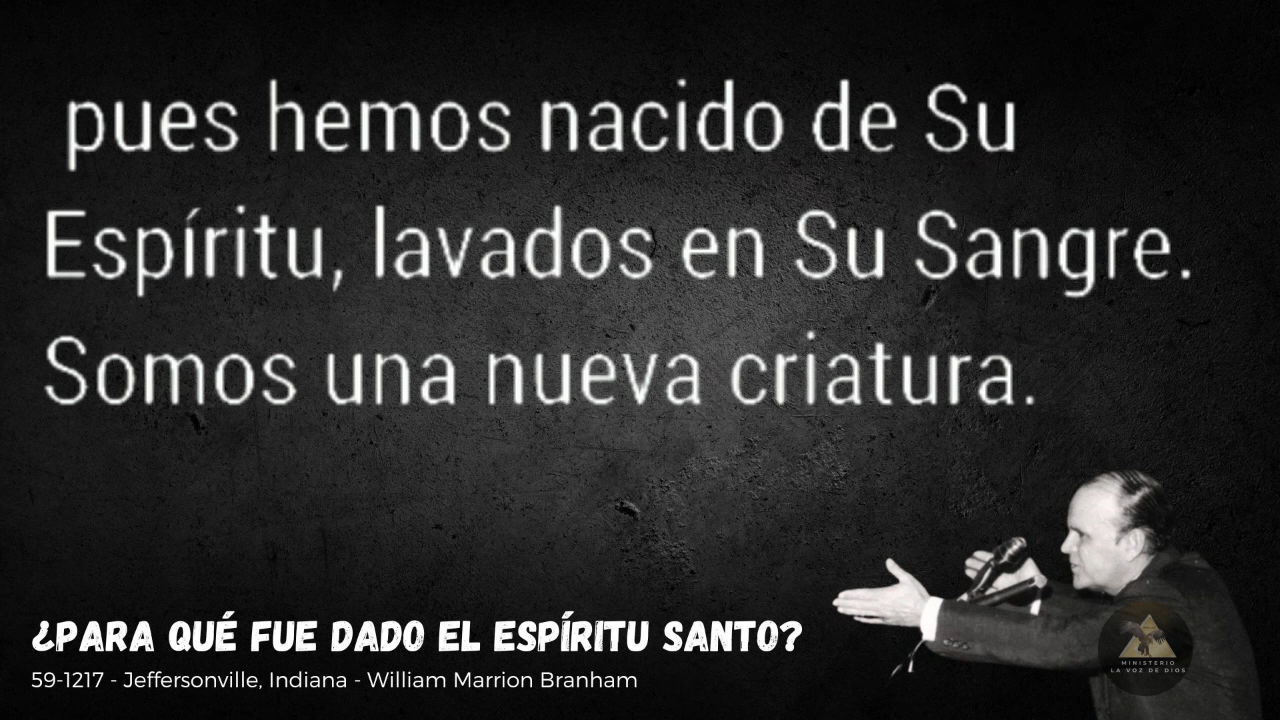 pues hemos nacido de Su
Espíritu, lavados en Su Sangre.
Somos una nueva criatura.
¿PARA QUÉ FUE DADO EL ESPÍRITU SANTO?
59-1217 - Jeffersonville, Indiana - William Marrion Branham
MINISTERIO
LA VOZ DE DIOS